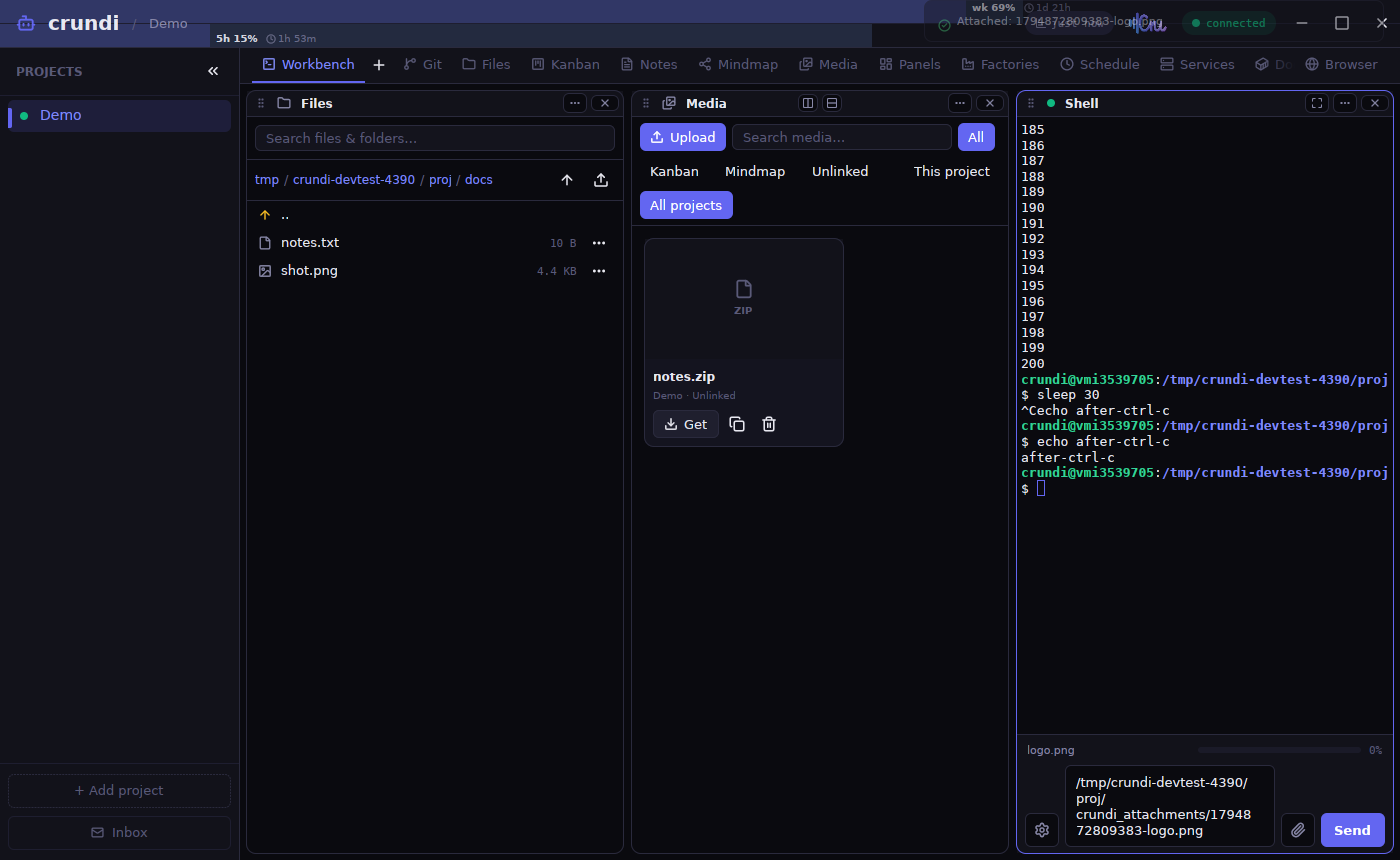 crundi / Demo
wk 69% 1d 21h
5h 15% 1h 53m
Attached: 1794872809383-logo.png
just now
connected
PROJECTS
Demo
+ Add project
Inbox
Workbench
Git
Files
Kanban
Notes
Mindmap
Media
Panels
Factories
Schedule
Services
Do
Browser
Files
Search files & folders...
tmp / crundi-devtest-4390 / proj / docs
..
notes.txt 10 B
shot.png 4.4 KB
Media
Upload
Search media...
All
Kanban Mindmap Unlinked This project
All projects
ZIP
notes.zip
Demo · Unlinked
Get
Shell
185
186
187
188
189
190
191
192
193
194
195
196
197
198
199
200
crundi@vmi3539705:/tmp/crundi-devtest-4390/proj
$ sleep 30
^Cecho after-ctrl-c
crundi@vmi3539705:/tmp/crundi-devtest-4390/proj
$ echo after-ctrl-c
after-ctrl-c
crundi@vmi3539705:/tmp/crundi-devtest-4390/proj
$
logo.png 0%
/tmp/crundi-devtest-4390/
proj/
crundi_attachments/17948
72809383-logo.png
Send